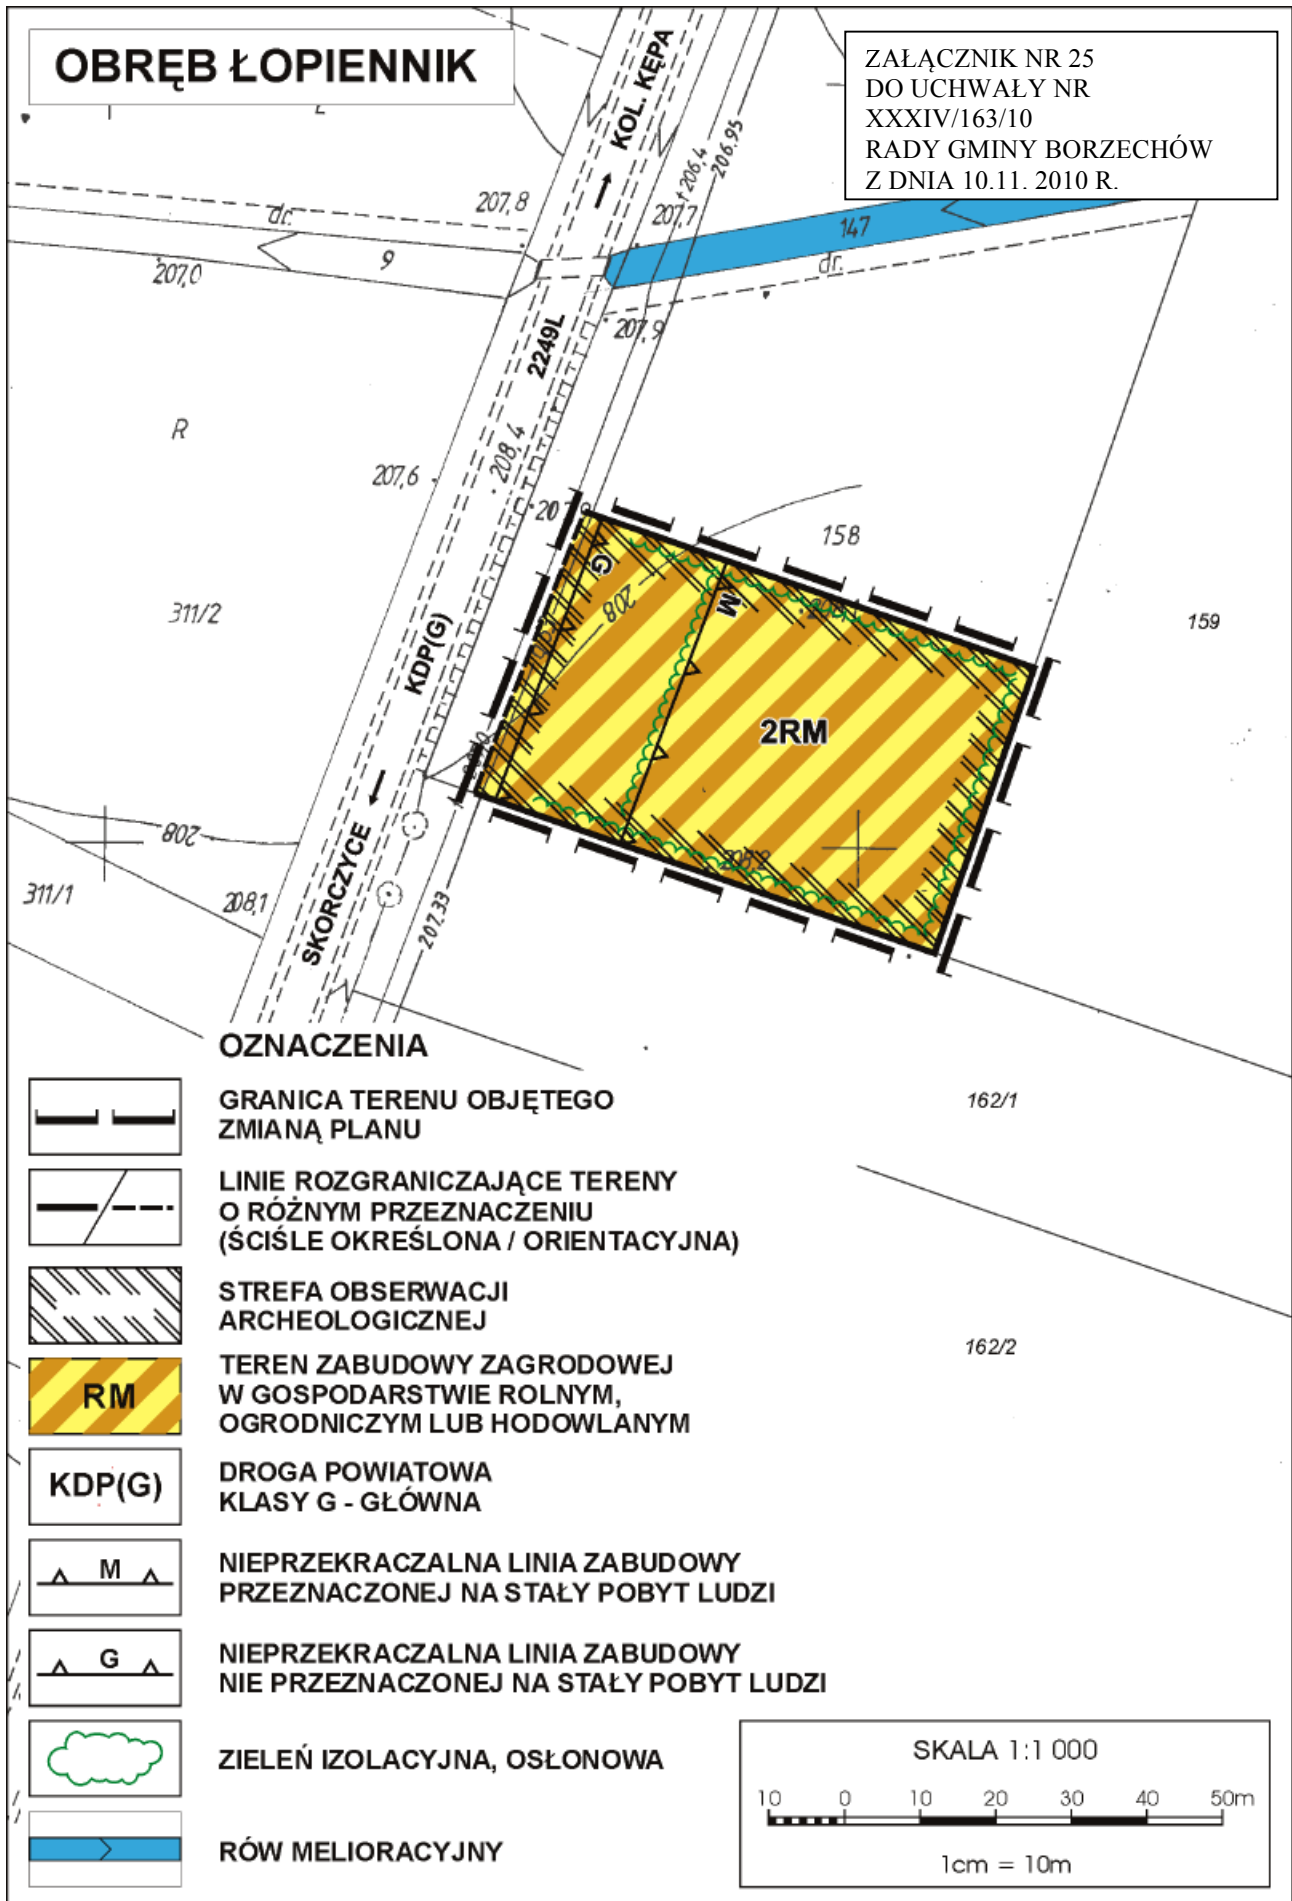 OBRĘB ŁOPIENNIK
ZAŁĄCZNIK NR 25
DO UCHWAŁY NR
XXXIV/163/10
RADY GMINY BORZECHÓW
Z DNIA 10.11. 2010 R.
KOL. KĘPA
206.95
206,4
207,8
207,7
147
dr.
dr.
9
207,0
207,9
2249L
R
208,4
207,6
158
311/2
159
KDP(G)
G
M
208
2RM
208
SKORCZYCE
208,2
311/1
208,1
207.33
OZNACZENIA
GRANICA TERENU OBJĘTEGO
ZMIANĄ PLANU
162/1
LINIE ROZGRANICZAJĄCE TERENY
O RÓŻNYM PRZEZNACZENIU
(ŚCIŚLE OKREŚLONA / ORIENTACYJNA)
STREFA OBSERWACJI
ARCHEOLOGICZNEJ
162/2
RM
TEREN ZABUDOWY ZAGRODOWEJ
W GOSPODARSTWIE ROLNYM,
OGRODNICZYM LUB HODOWLANYM
KDP(G)
DROGA POWIATOWA
KLASY G - GŁÓWNA
M
NIEPRZEKRACZALNA LINIA ZABUDOWY
PRZEZNACZONEJ NA STAŁY POBYT LUDZI
G
NIEPRZEKRACZALNA LINIA ZABUDOWY
NIE PRZEZNACZONEJ NA STAŁY POBYT LUDZI
ZIELEŃ IZOLACYJNA, OSŁONOWA
RÓW MELIORACYJNY
SKALA 1:1 000
10 0 10 20 30 40 50m
1cm = 10m